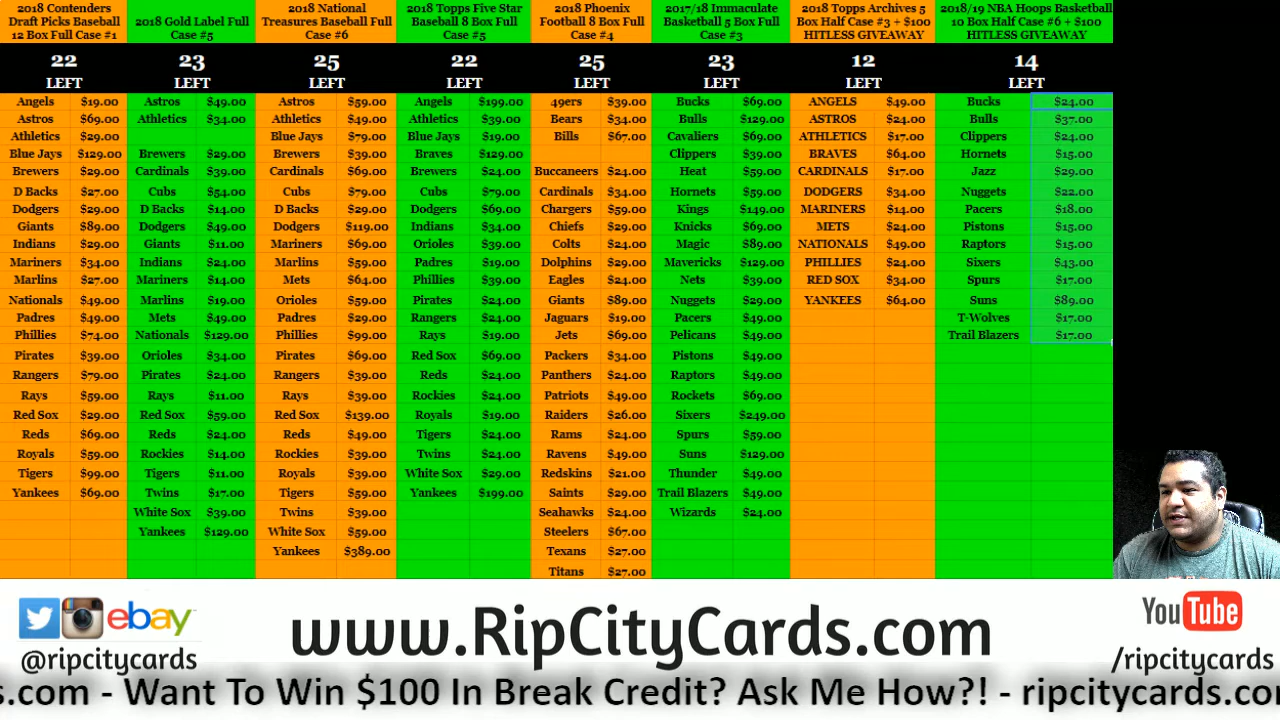 2018 Contenders
Draft Picks Baseball
12 Box Full Case #1
22
LEFT
Angels $19.00
Astros $69.00
Athletics $29.00
Blue Jays $129.00
Brewers $29.00
D Backs $27.00
Dodgers $29.00
Giants $89.00
Indians $29.00
Mariners $34.00
Marlins $27.00
Nationals $49.00
Padres $49.00
Phillies $74.00
Pirates $39.00
Rangers $79.00
Rays $59.00
Red Sox $29.00
Reds $69.00
Royals $59.00
Tigers $99.00
Yankees $69.00
2018 Gold Label Full
Case #5
23
LEFT
Astros $49.00
Athletics $34.00
Brewers $29.00
Cardinals $39.00
Cubs $54.00
D Backs $14.00
Dodgers $49.00
Giants $11.00
Indians $24.00
Mariners $14.00
Marlins $19.00
Mets $49.00
Nationals $129.00
Orioles $34.00
Pirates $24.00
Rays $11.00
Red Sox $59.00
Reds $24.00
Rockies $14.00
Tigers $11.00
Twins $17.00
White Sox $39.00
Yankees $129.00
2018 National
Treasures Baseball Full
Case #6
25
LEFT
Astros $59.00
Athletics $49.00
Blue Jays $79.00
Brewers $39.00
Cardinals $69.00
Cubs $79.00
D Backs $29.00
Dodgers $119.00
Mariners $69.00
Marlins $59.00
Mets $64.00
Orioles $59.00
Padres $29.00
Phillies $99.00
Pirates $69.00
Rangers $39.00
Rays $39.00
Red Sox $139.00
Reds $49.00
Rockies $39.00
Royals $39.00
Tigers $59.00
Twins $39.00
White Sox $59.00
Yankees $389.00
2018 Topps Five Star
Baseball 8 Box Full
Case #5
22
LEFT
Angels $199.00
Athletics $39.00
Blue Jays $19.00
Braves $129.00
Brewers $24.00
Cubs $79.00
Dodgers $69.00
Indians $34.00
Orioles $39.00
Padres $19.00
Phillies $39.00
Pirates $24.00
Rangers $24.00
Rays $19.00
Red Sox $69.00
Reds $24.00
Rockies $24.00
Royals $19.00
Tigers $24.00
Twins $24.00
White Sox $29.00
Yankees $199.00
2018 Phoenix
Football 8 Box Full
Case #4
25
LEFT
49ers $39.00
Bears $34.00
Bills $67.00
Buccaneers $24.00
Cardinals $34.00
Chargers $59.00
Chiefs $29.00
Colts $24.00
Dolphins $29.00
Eagles $24.00
Giants $89.00
Jaguars $19.00
Jets $69.00
Packers $34.00
Panthers $24.00
Patriots $49.00
Raiders $26.00
Rams $24.00
Ravens $49.00
Redskins $21.00
Saints $29.00
Seahawks $24.00
Steelers $67.00
Texans $27.00
Titans $27.00
2017/18 Immaculate
Basketball 5 Box Full
Case #3
23
LEFT
Bucks $69.00
Bulls $129.00
Cavaliers $69.00
Clippers $39.00
Heat $59.00
Hornets $59.00
Kings $149.00
Knicks $69.00
Magic $89.00
Mavericks $129.00
Nets $39.00
Nuggets $29.00
Pacers $49.00
Pelicans $49.00
Pistons $49.00
Raptors $49.00
Rockets $69.00
Sixers $249.00
Spurs $59.00
Suns $129.00
Thunder $49.00
Trail Blazers $49.00
Wizards $24.00
2018 Topps Archives 5
Box Half Case #3 + $100
HITLESS GIVEAWAY
12
LEFT
ANGELS $49.00
ASTROS $24.00
ATHLETICS $17.00
BRAVES $64.00
CARDINALS $17.00
DODGERS $34.00
MARINERS $14.00
METS $24.00
NATIONALS $49.00
PHILLIES $24.00
RED SOX $34.00
YANKEES $64.00
2018/19 NBA Hoops Basketball
10 Box Half Case #6 + $100
HITLESS GIVEAWAY
14
LEFT
Bucks $24.00
Bulls $37.00
Clippers $24.00
Hornets $15.00
Jazz $29.00
Nuggets $22.00
Pacers $18.00
Pistons $15.00
Raptors $15.00
Sixers $43.00
Spurs $17.00
Suns $89.00
T-Wolves $17.00
Trail Blazers $17.00
ebay
@ripcitycards
www.RipCityCards.com
YouTube
/ripcitycards
s.com - Want To Win $100 In Break Credit? Ask Me How?! - ripcitycards.co